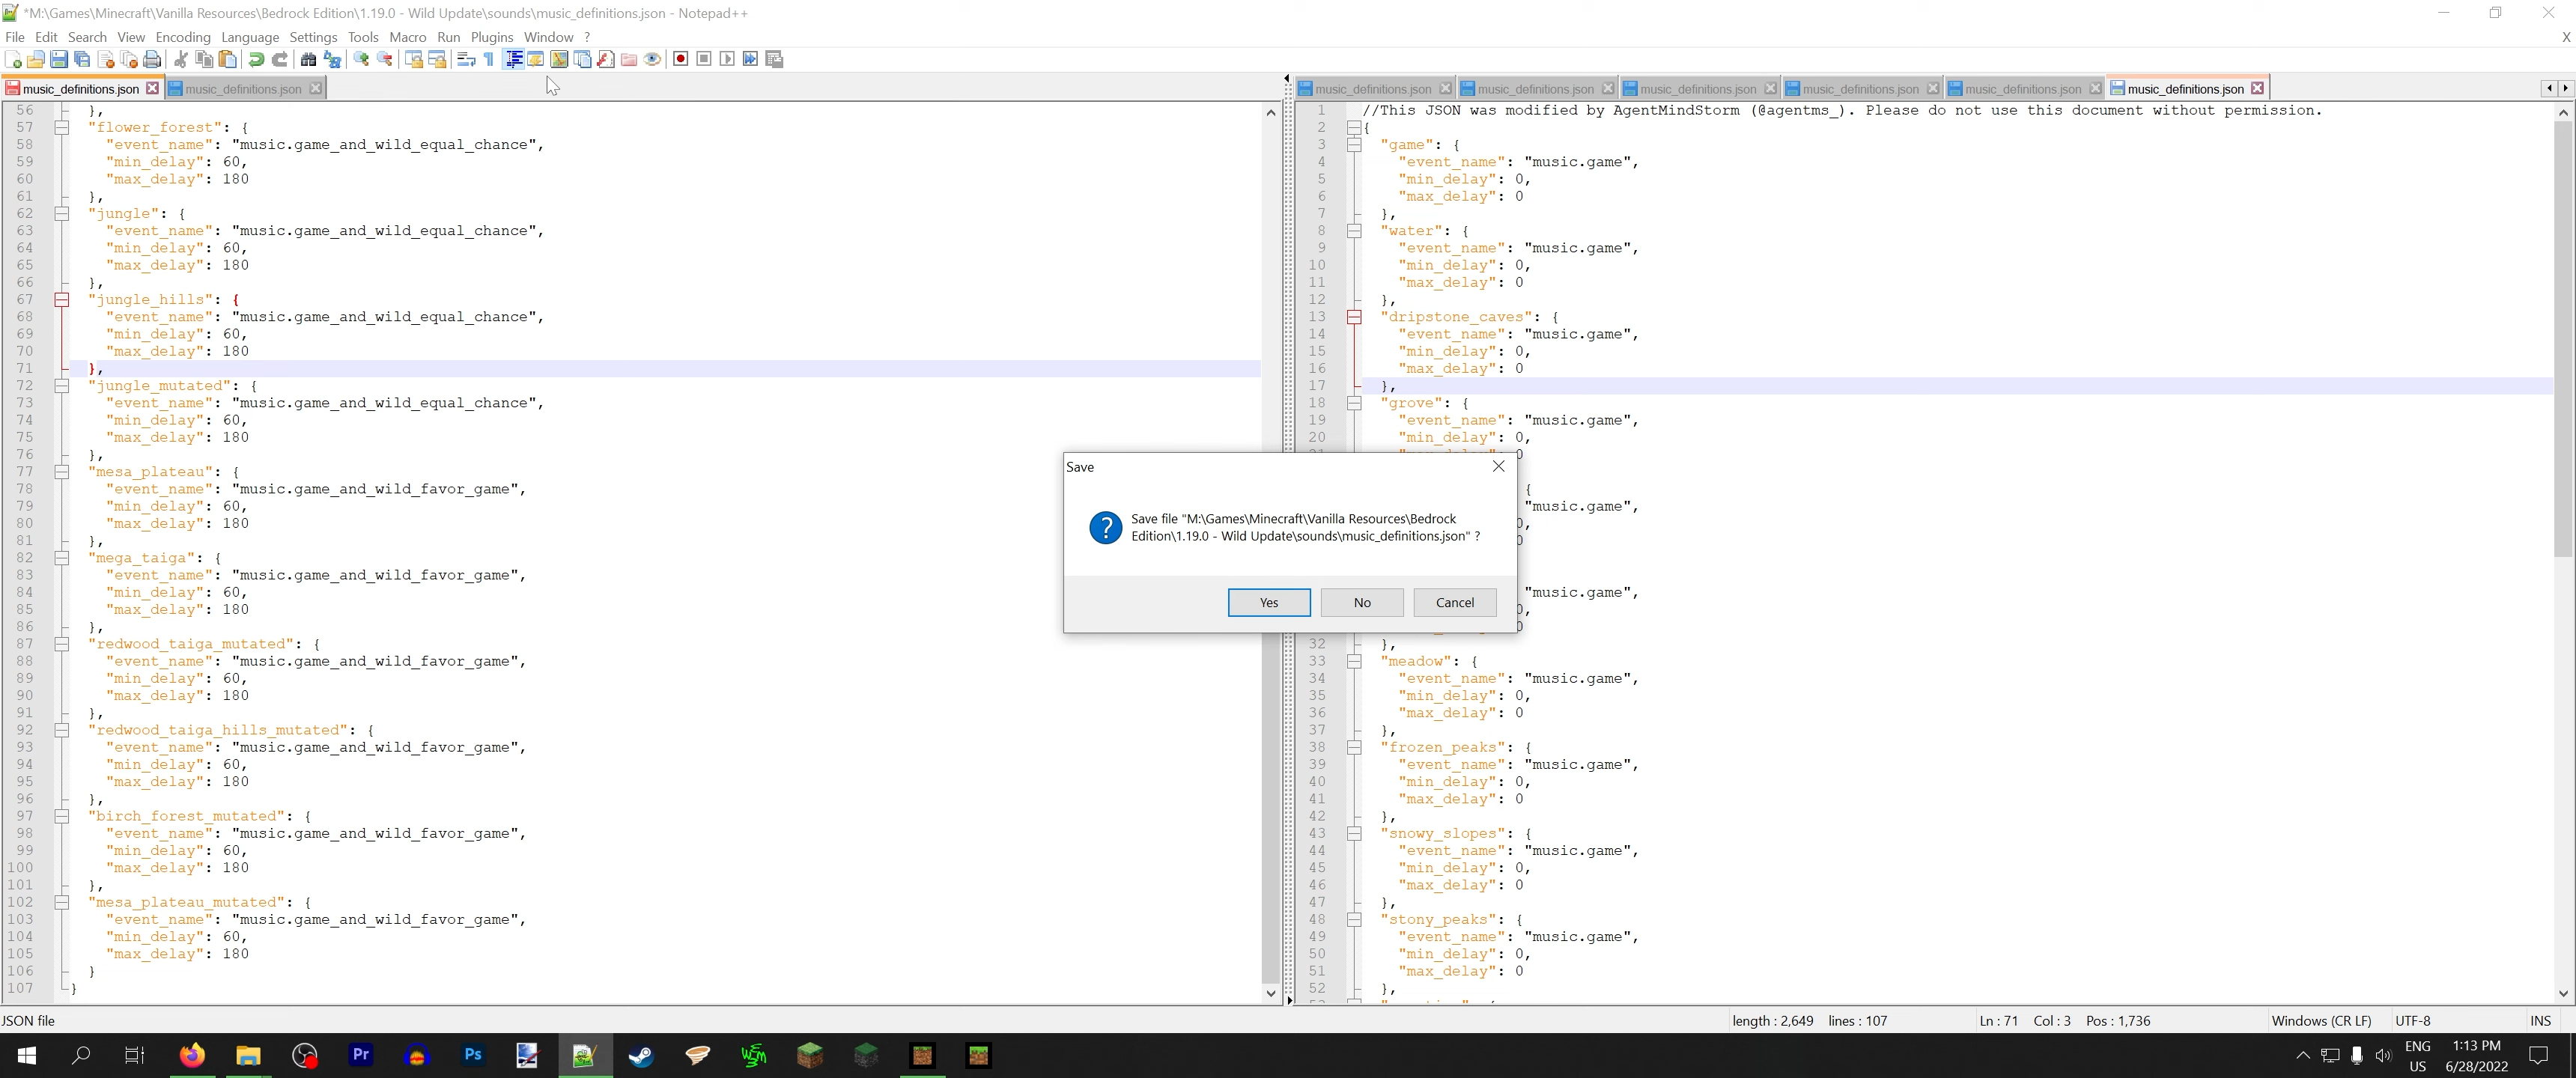 *M:\Games\Minecraft\Vanilla Resources\Bedrock Edition\1.19.0 - Wild Update\sounds\music_definitions.json - Notepad++
File Edit Search View Encoding Language Settings Tools Macro Run Plugins Window ? X
music_definitions.json music_definitions.json
56 },
57 "flower_forest": {
58 "event_name": "music.game_and_wild_equal_chance",
59 "min_delay": 60,
60 "max_delay": 180
61 },
62 "jungle": {
63 "event_name": "music.game_and_wild_equal_chance",
64 "min_delay": 60,
65 "max_delay": 180
66 },
67 "jungle_hills": {
68 "event_name": "music.game_and_wild_equal_chance",
69 "min_delay": 60,
70 "max_delay": 180
71 },
72 "jungle_mutated": {
73 "event_name": "music.game_and_wild_equal_chance",
74 "min_delay": 60,
75 "max_delay": 180
76 },
77 "mesa_plateau": {
78 "event_name": "music.game_and_wild_favor_game",
79 "min_delay": 60,
80 "max_delay": 180
81 },
82 "mega_taiga": {
83 "event_name": "music.game_and_wild_favor_game",
84 "min_delay": 60,
85 "max_delay": 180
86 },
87 "redwood_taiga_mutated": {
88 "event_name": "music.game_and_wild_favor_game",
89 "min_delay": 60,
90 "max_delay": 180
91 },
92 "redwood_taiga_hills_mutated": {
93 "event_name": "music.game_and_wild_favor_game",
94 "min_delay": 60,
95 "max_delay": 180
96 },
97 "birch_forest_mutated": {
98 "event_name": "music.game_and_wild_favor_game",
99 "min_delay": 60,
100 "max_delay": 180
101 },
102 "mesa_plateau_mutated": {
103 "event_name": "music.game_and_wild_favor_game",
104 "min_delay": 60,
105 "max_delay": 180
106 }
107 }
music_definitions.json music_definitions.json music_definitions.json music_definitions.json music_definitions.json music_definitions.json
1 //This JSON was modified by AgentMindStorm (@agentms_). Please do not use this document without permission.
2 {
3 "game": {
4 "event_name": "music.game",
5 "min_delay": 0,
6 "max_delay": 0
7 },
8 "water": {
9 "event_name": "music.game",
10 "min_delay": 0,
11 "max_delay": 0
12 },
13 "dripstone_caves": {
14 "event_name": "music.game",
15 "min_delay": 0,
16 "max_delay": 0
17 },
18 "grove": {
19 "event_name": "music.game",
20 "min_delay": 0,
0
{
"music.game",
0
"music.game",
32 },
33 "meadow": {
34 "event_name": "music.game",
35 "min_delay": 0,
36 "max_delay": 0
37 },
38 "frozen_peaks": {
39 "event_name": "music.game",
40 "min_delay": 0,
41 "max_delay": 0
42 },
43 "snowy_slopes": {
44 "event_name": "music.game",
45 "min_delay": 0,
46 "max_delay": 0
47 },
48 "stony_peaks": {
49 "event_name": "music.game",
50 "min_delay": 0,
51 "max_delay": 0
52 },
Save
Save file "M:\Games\Minecraft\Vanilla Resources\Bedrock
Edition\1.19.0 - Wild Update\sounds\music_definitions.json" ?
Yes No Cancel
JSON file length : 2,649 lines : 107 Ln : 71 Col : 3 Pos : 1,736 Windows (CR LF) UTF-8 INS
Pr Ps
ENG
US
1:13 PM
6/28/2022